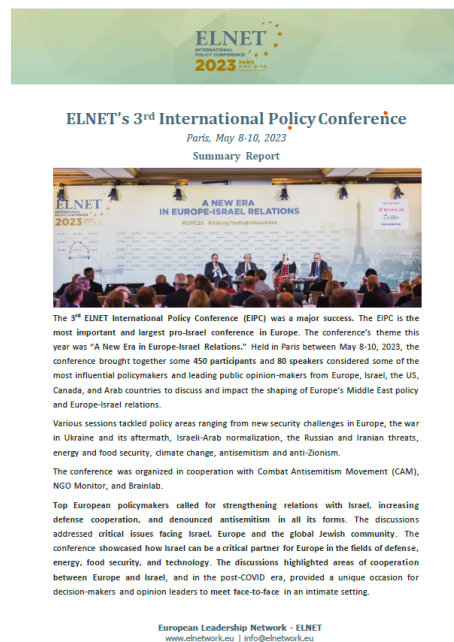 ELNET
INTERNATIONAL
POLICY CONFERENCE
2023 PARIS
MAY 8-10
ELNET's 3rd International Policy Conference
Paris, May 8-10, 2023
Summary Report
ELNET
2023
A NEW ERA
IN EUROPE-ISRAEL RELATIONS
#EIPC23
The 3rd ELNET International Policy Conference (EIPC) was a major success. The EIPC is the
most important and largest pro-Israel conference in Europe. The conference's theme this
year was "A New Era in Europe-Israel Relations." Held in Paris between May 8-10, 2023, the
conference brought together some 450 participants and 80 speakers considered some of the
most influential policymakers and leading public opinion-makers from Europe, Israel, the US,
Canada, and Arab countries to discuss and impact the shaping of Europe's Middle East policy
and Europe-Israel relations.
Various sessions tackled policy areas ranging from new security challenges in Europe, the war
in Ukraine and its aftermath, Israeli-Arab normalization, the Russian and Iranian threats,
energy and food security, climate change, antisemitism and anti-Zionism.
The conference was organized in cooperation with Combat Antisemitism Movement (CAM),
NGO Monitor, and Brainlab.
Top European policymakers called for strengthening relations with Israel, increasing
defense cooperation, and denounced antisemitism in all its forms. The discussions
addressed critical issues facing Israel, Europe and the global Jewish community. The
conference showcased how Israel can be a critical partner for Europe in the fields of defense,
energy, food security, and technology. The discussions highlighted areas of cooperation
between Europe and Israel, and in the post-COVID era, provided a unique occasion for
decision-makers and opinion leaders to meet face-to-face in an intimate setting.
European Leadership Network - ELNET
www.elnetwork.eu | info@elnetwork.eu